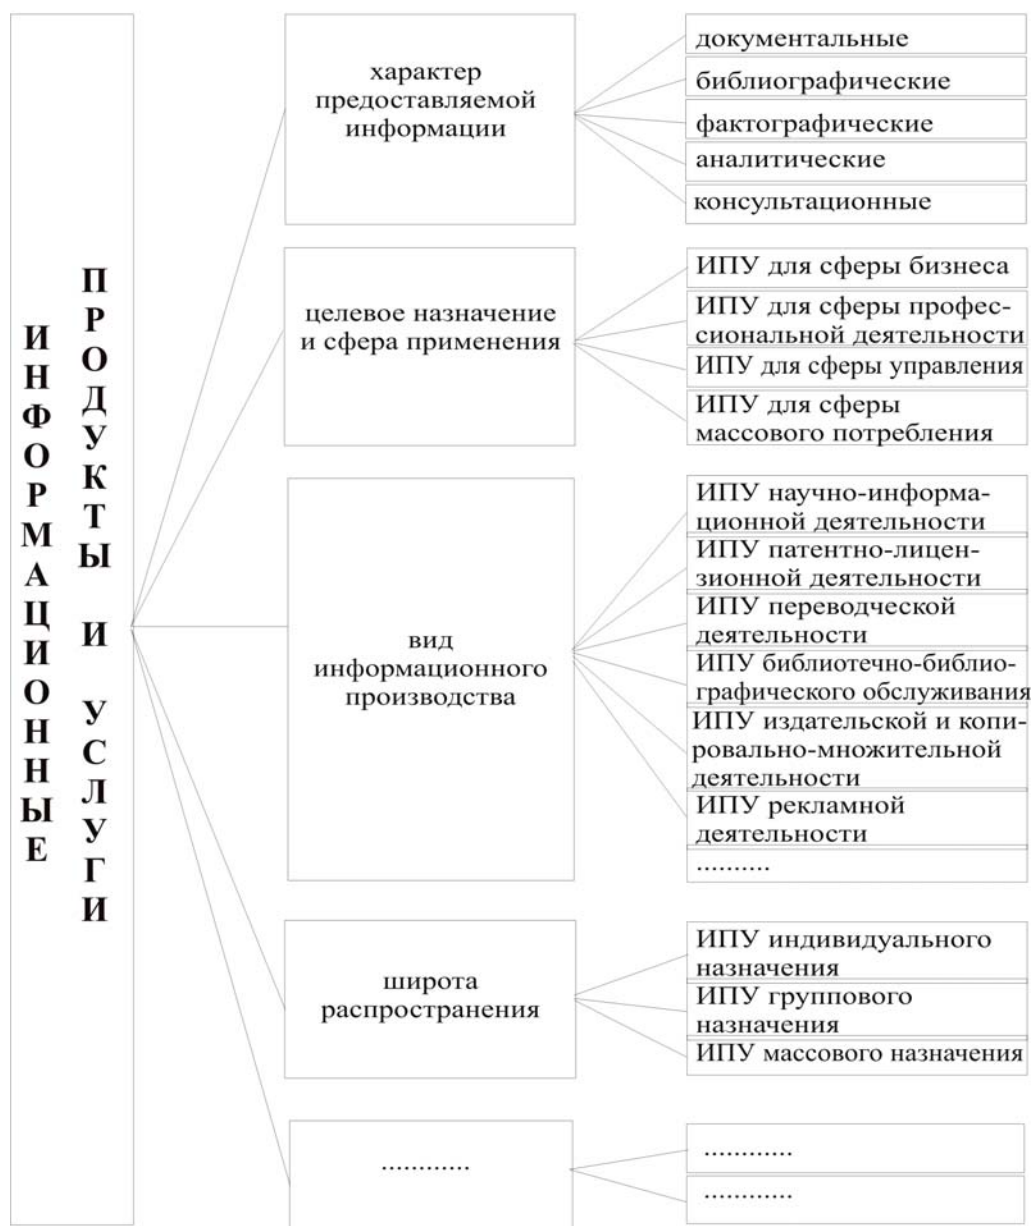 ИНФОРМАЦИОННЫЕ
ПРОДУКТЫ И УСЛУГИ
характер
предоставляемой
информации
документальные
библиографические
фактографические
аналитические
консультационные
целевое назначение
и сфера применения
ИПУ для сферы бизнеса
ИПУ для сферы профес-
сиональной деятельности
ИПУ для сферы управления
ИПУ для сферы
массового потребления
вид
информационного
производства
ИПУ научно-информа-
ционной деятельности
ИПУ патентно-лицен-
зионной деятельности
ИПУ переводческой
деятельности
ИПУ библиотечно-библио-
графического обслуживания
ИПУ издательской и копи-
ровально-множительной
деятельности
ИПУ рекламной
деятельности
..........
широта
распространения
ИПУ индивидуального
назначения
ИПУ группового
назначения
ИПУ массового назначения
............
............
............